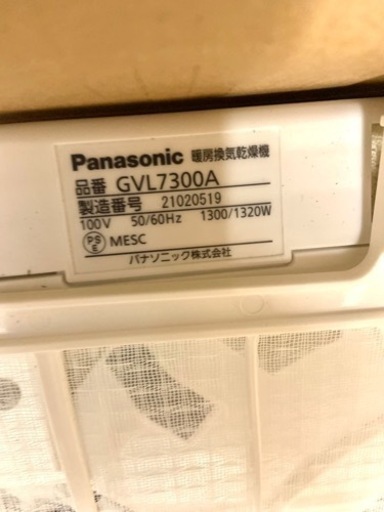 Panasonic 暖房換気乾燥機
品番 GVL7300A
製造番号 21020519
100V 50/60Hz 1300/1320W
PS E MESC
パナソニック株式会社